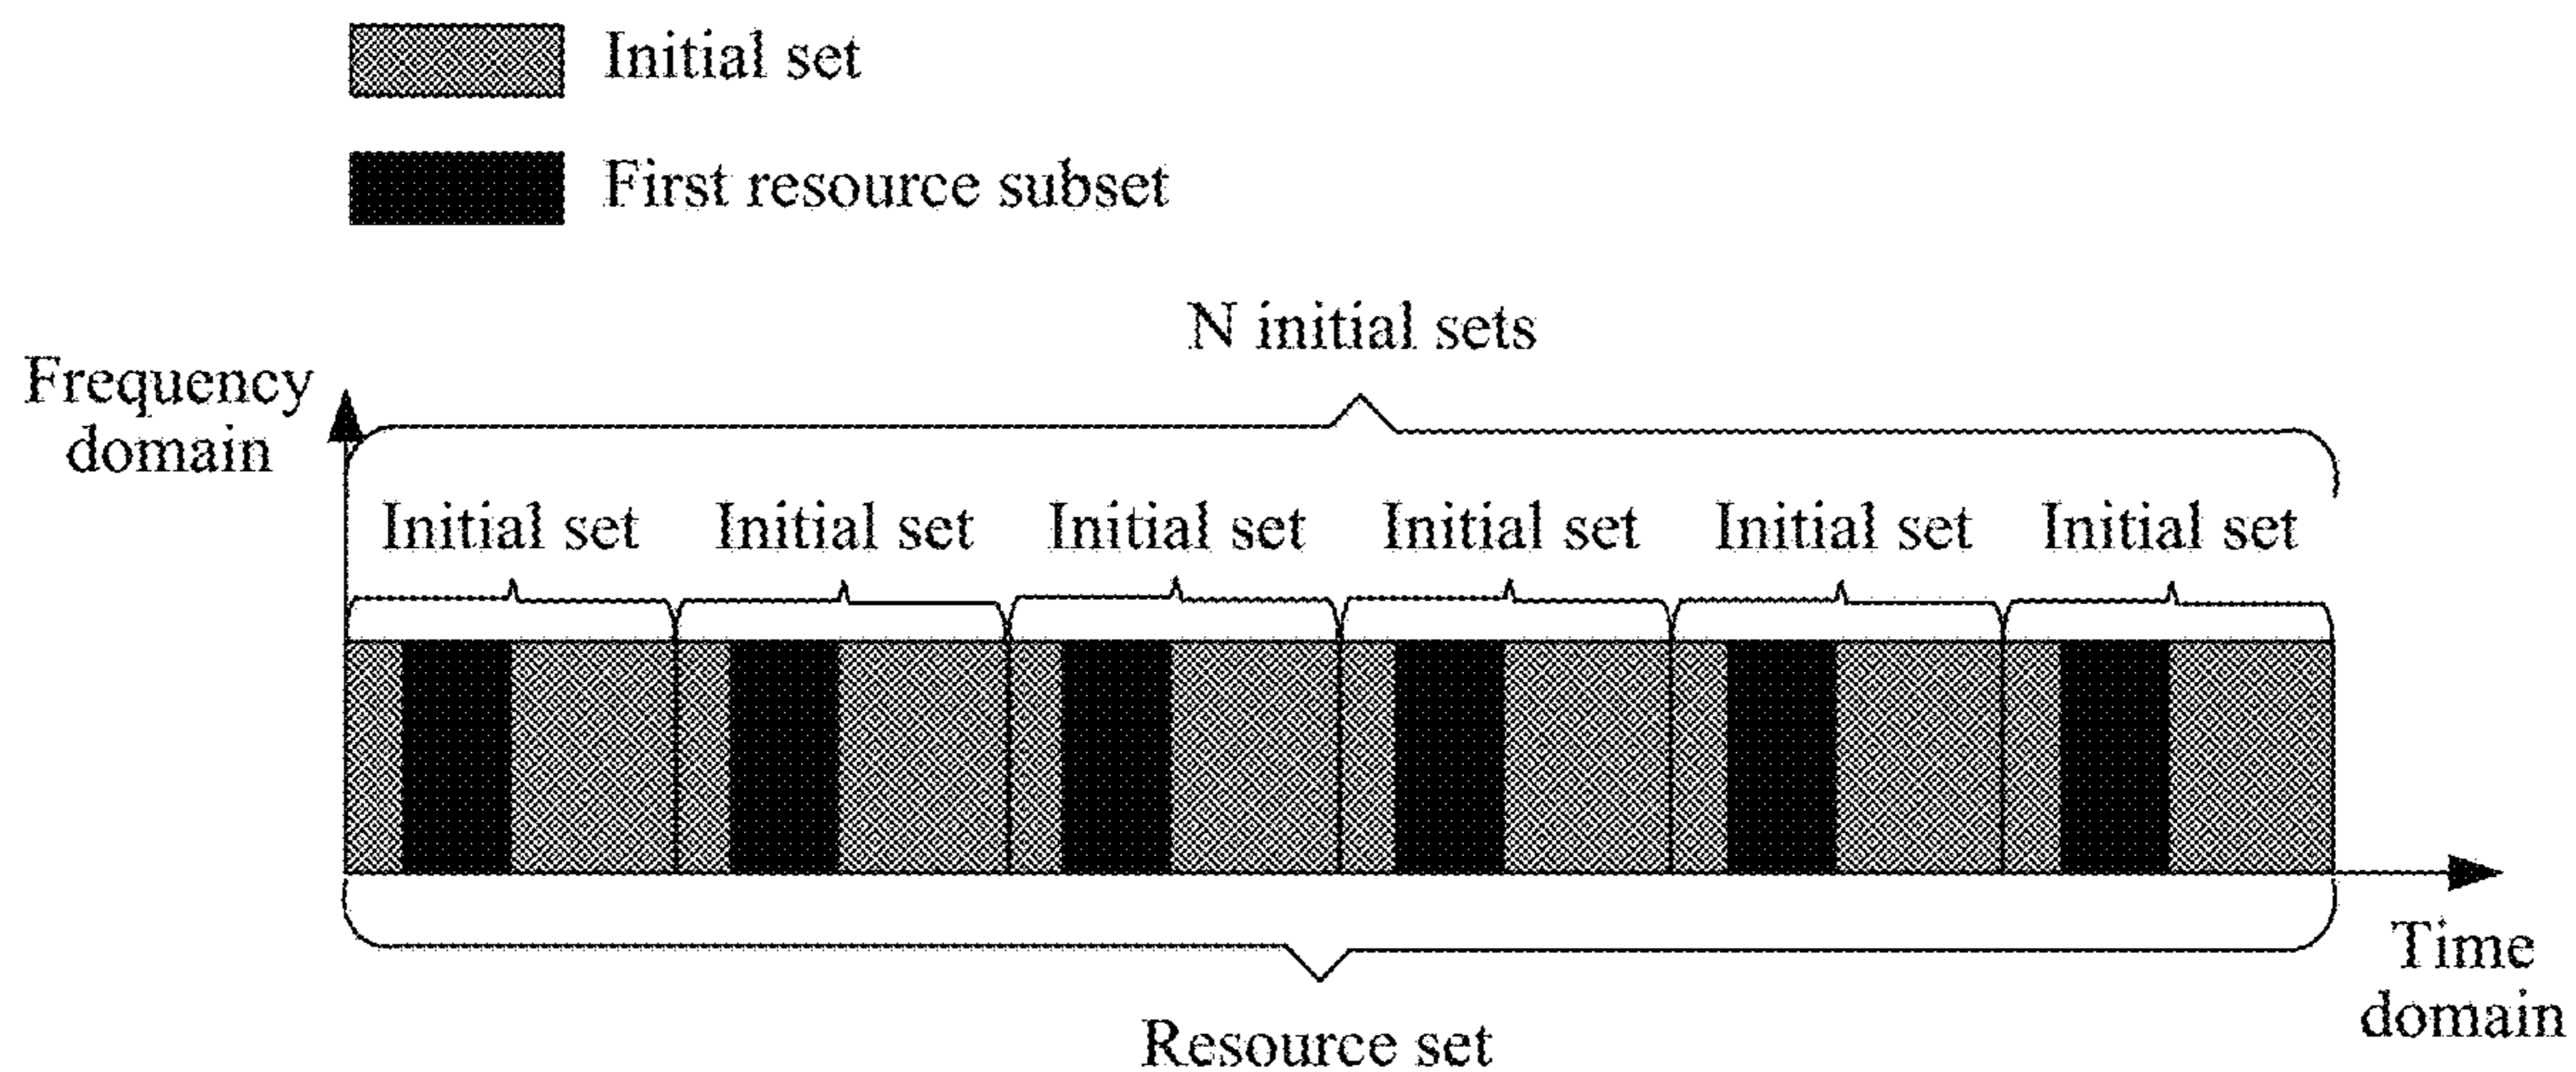 Initial set
First resource subset
N initial sets
Frequency
domain
Initial set Initial set Initial set Initial set Initial set Initial set
Time
domain
Resource set